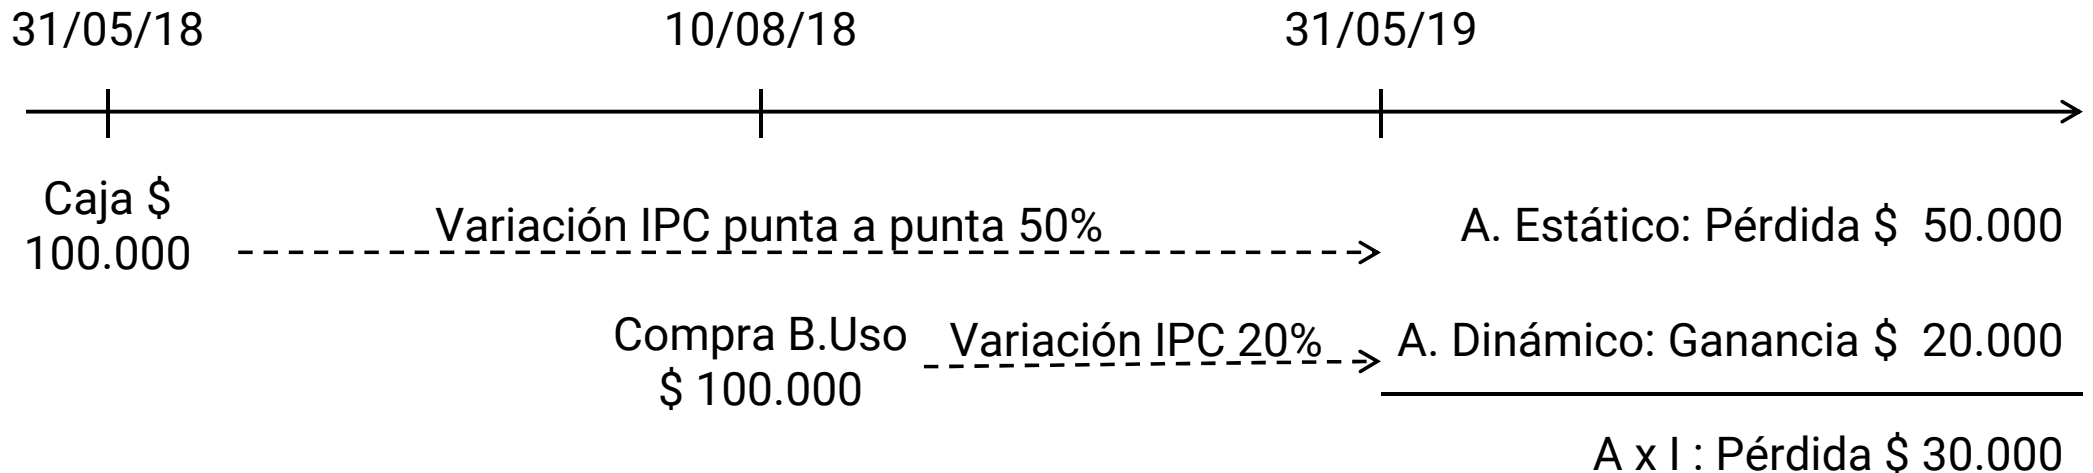 31/05/18 10/08/18 31/05/19
Caja $
100.000
Variación IPC punta a punta 50%
A. Estático: Pérdida $ 50.000
Compra B.Uso
$ 100.000
Variación IPC 20%
A. Dinámico: Ganancia $ 20.000
A x I : Pérdida $ 30.000